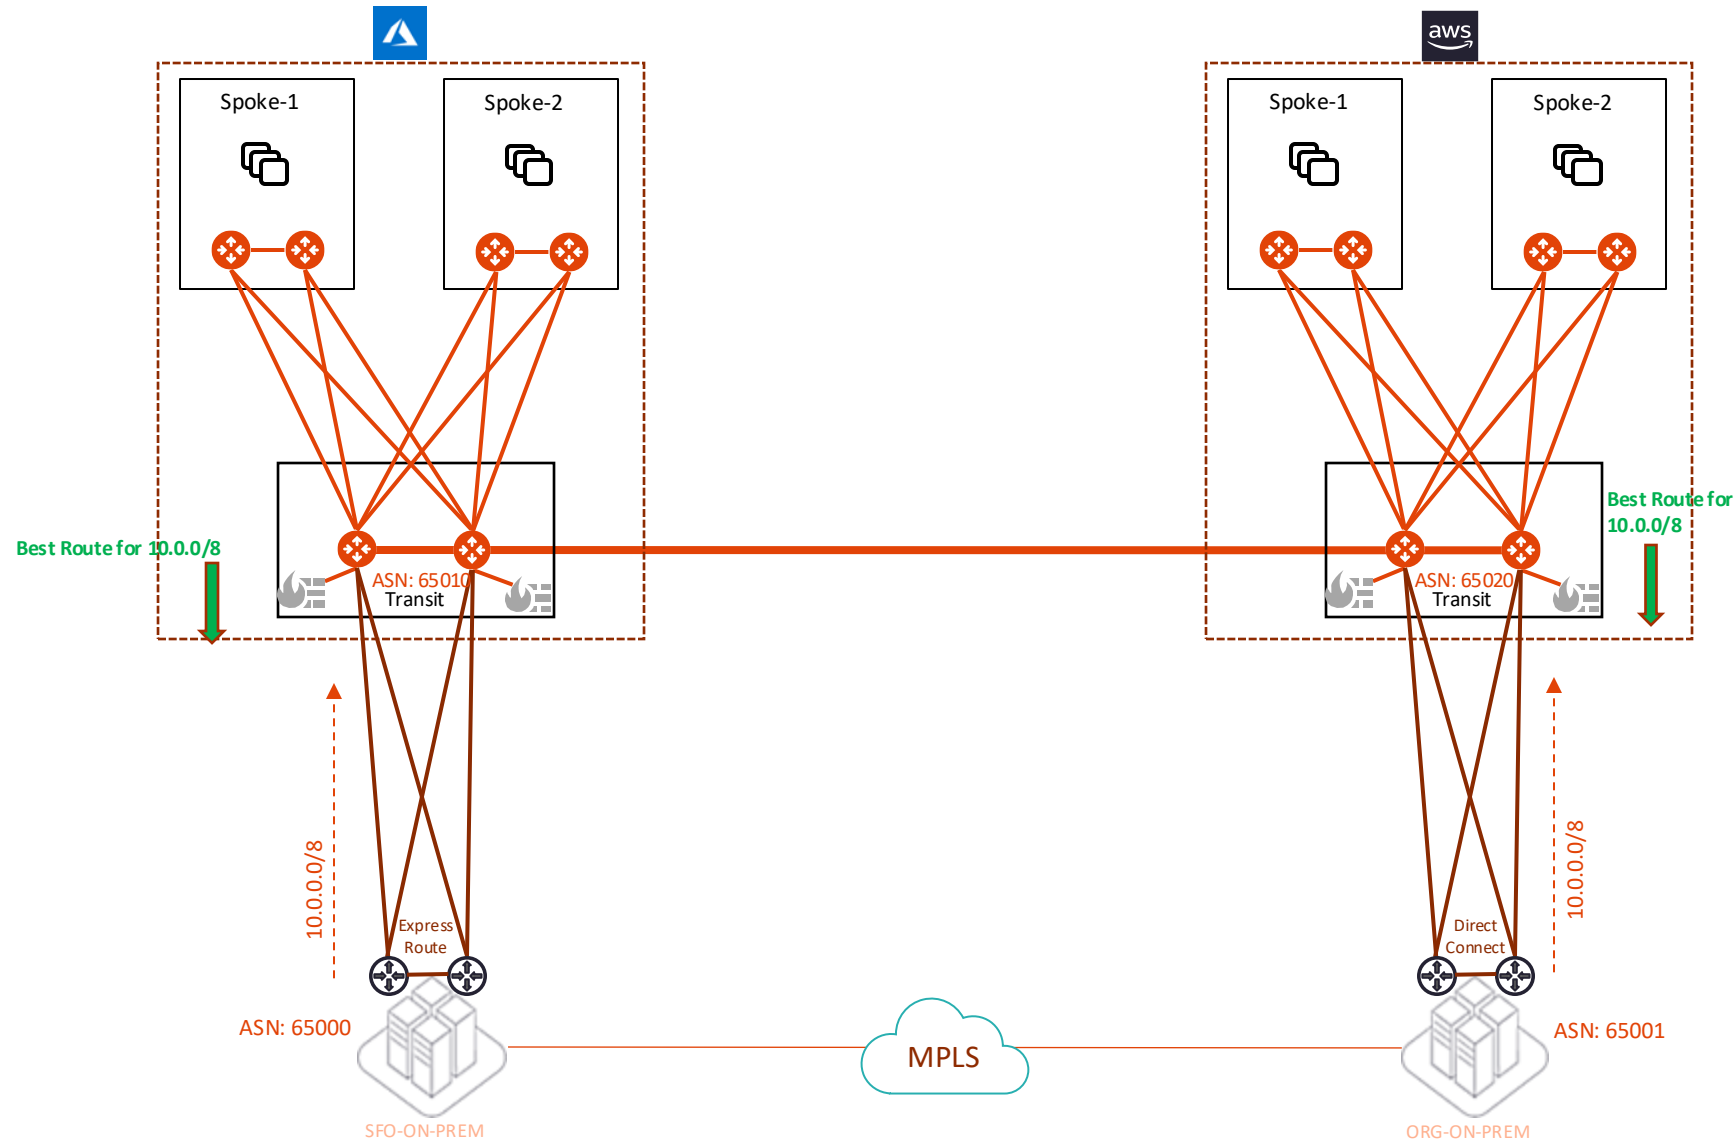 aws
Spoke-1
Spoke-2
Spoke-1
Spoke-2
Best Route for 10.0.0/8
ASN: 65010
Transit
ASN: 65020
Transit
Best Route for
10.0.0/8
10.0.0.0/8
10.0.0.0/8
Express
Route
Direct
Connect
ASN: 65000
MPLS
ASN: 65001
SFO-ON-PREM
ORG-ON-PREM